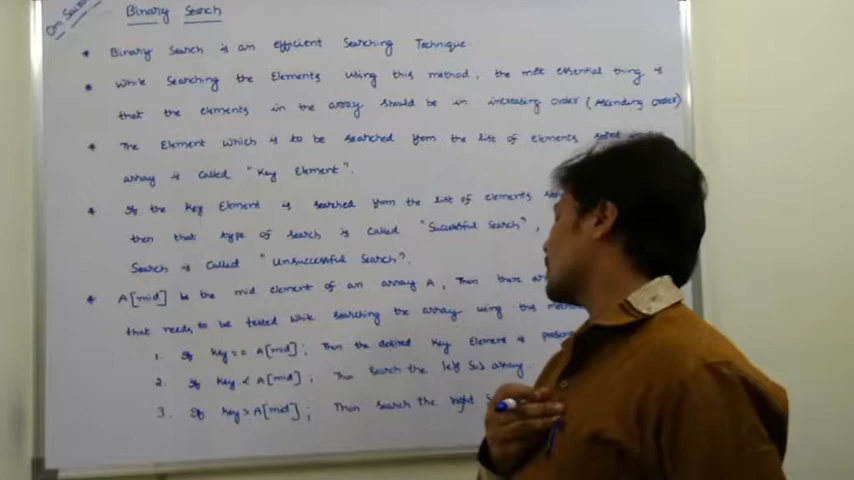 Om Sai
Binary Search
* Binary Search is an efficient Searching Technique.
* While Searching the Elements using this method, the most essential thing is
that the elements in the array should be in increasing order (Ascending order)
* The Element which is to be searched from the list of elements
array is called "Key Element".
* If the Key Element is searched from the list of elements
then that type of search is called "Successful Search",
Search is called "Unsuccessful Search".
* A[mid] be the mid element of an array A, Then there
that needs to be tested while searching the array using this
1. If Key == A[mid]; Then the desired Key Element is
2. If Key < A[mid]; Then Search the left Sub array.
3. If Key > A[mid]; Then Search the right